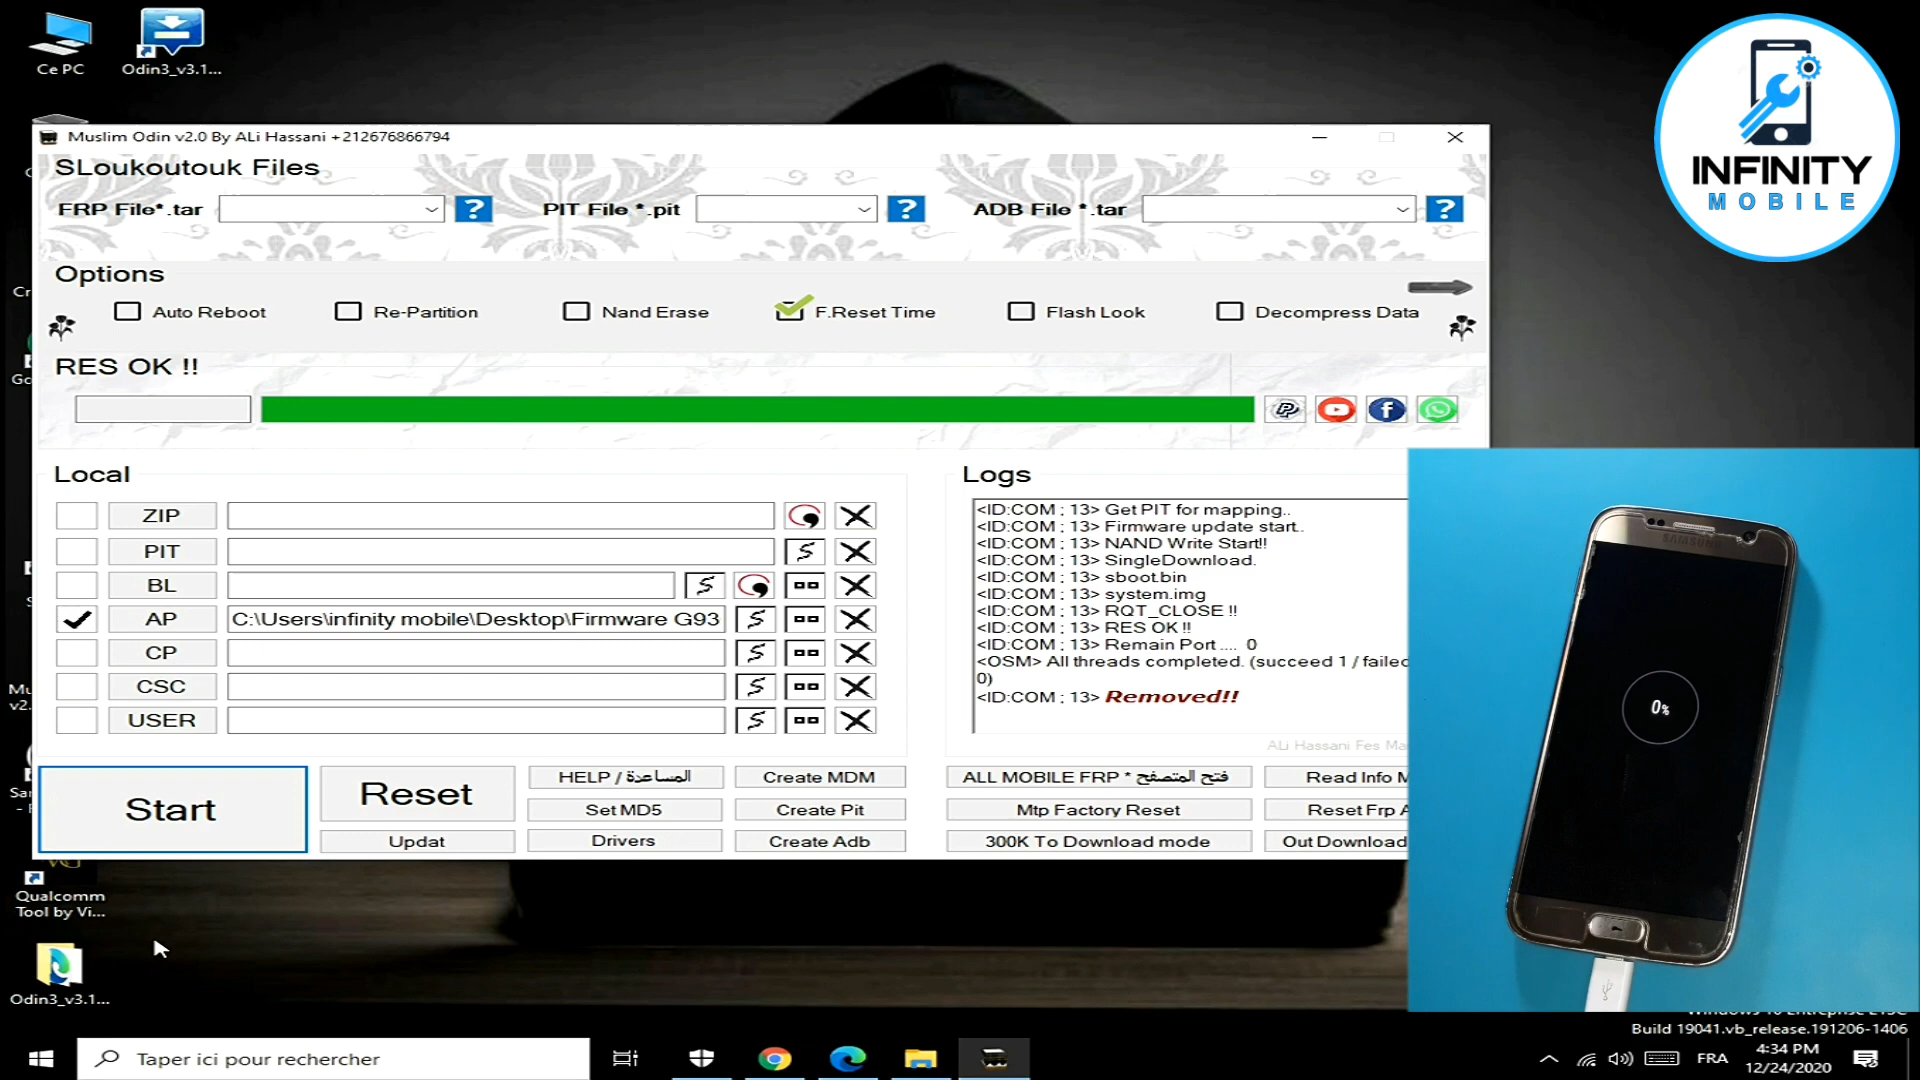 Ce PC
Odin3_v3.1...
INFINITY
MOBILE
Muslim Odin v2.0 By ALi Hassani +212676866794
SLoukoutouk Files
FRP File*.tar
PIT File *.pit
ADB File *.tar
Options
Auto Reboot
Re-Partition
Nand Erase
F.Reset Time
Flash Look
Decompress Data
RES OK !!
Local
ZIP
PIT
BL
AP
C:\Users\infinity mobile\Desktop\Firmware G93
CP
CSC
USER
Logs
<ID:COM ; 13> Get PIT for mapping..
<ID:COM ; 13> Firmware update start..
<ID:COM ; 13> NAND Write Start!!
<ID:COM ; 13> SingleDownload.
<ID:COM ; 13> sboot.bin
<ID:COM ; 13> system.img
<ID:COM ; 13> RQT_CLOSE !!
<ID:COM ; 13> RES OK !!
<ID:COM ; 13> Remain Port .... 0
<OSM> All threads completed. (succeed 1 / failed
0)
<ID:COM ; 13> Removed!!
ALi Hassani Fes Ma
Start
Reset
Updat
HELP / المساعدة
Set MD5
Drivers
Create MDM
Create Pit
Create Adb
ALL MOBILE FRP * فتح المتصفح
Mtp Factory Reset
300K To Download mode
Read Info M
Reset Frp A
Out Download
SAMSUNG
0%
Qualcomm
Tool by Vi...
Odin3_v3.1...
Build 19041.vb_release.191206-1406
Taper ici pour rechercher
FRA
4:34 PM
12/24/2020